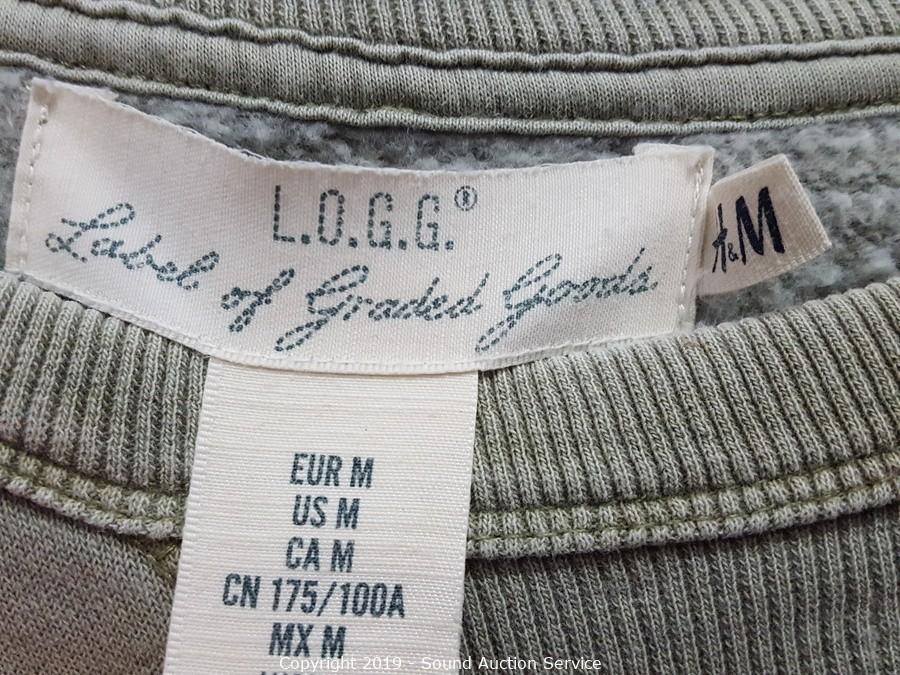 L.O.G.G.®
Label of Graded Goods
H&M
EUR M
US M
CA M
CN 175/100A
MX M
Copyright 2019 - Sound Auction Service